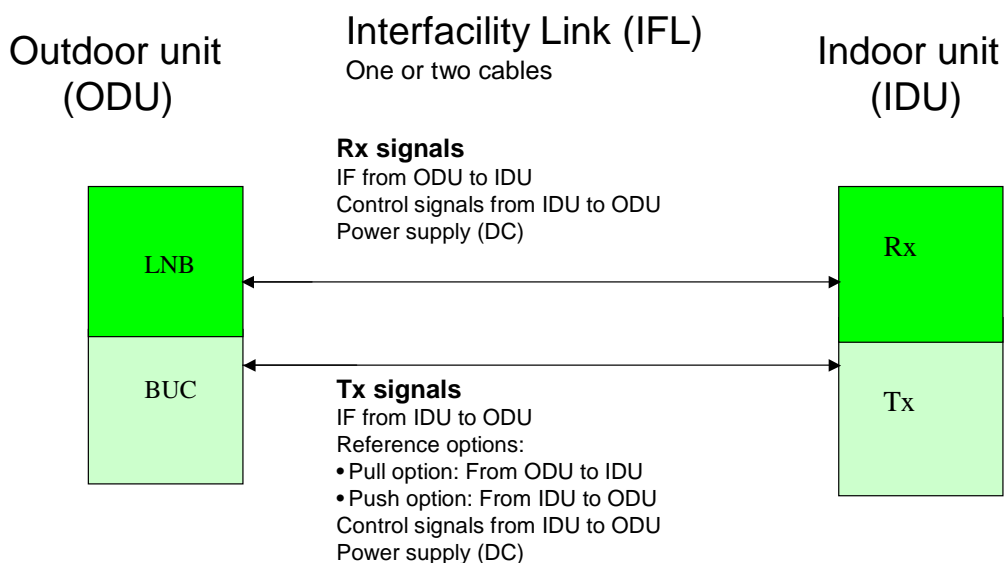 Outdoor unit
(ODU)
Interfacility Link (IFL)
One or two cables
Indoor unit
(IDU)
Rx signals
IF from ODU to IDU
Control signals from IDU to ODU
Power supply (DC)
LNB
Rx
BUC
Tx
Tx signals
IF from IDU to ODU
Reference options:
• Pull option: From ODU to IDU
• Push option: From IDU to ODU
Control signals from IDU to ODU
Power supply (DC)